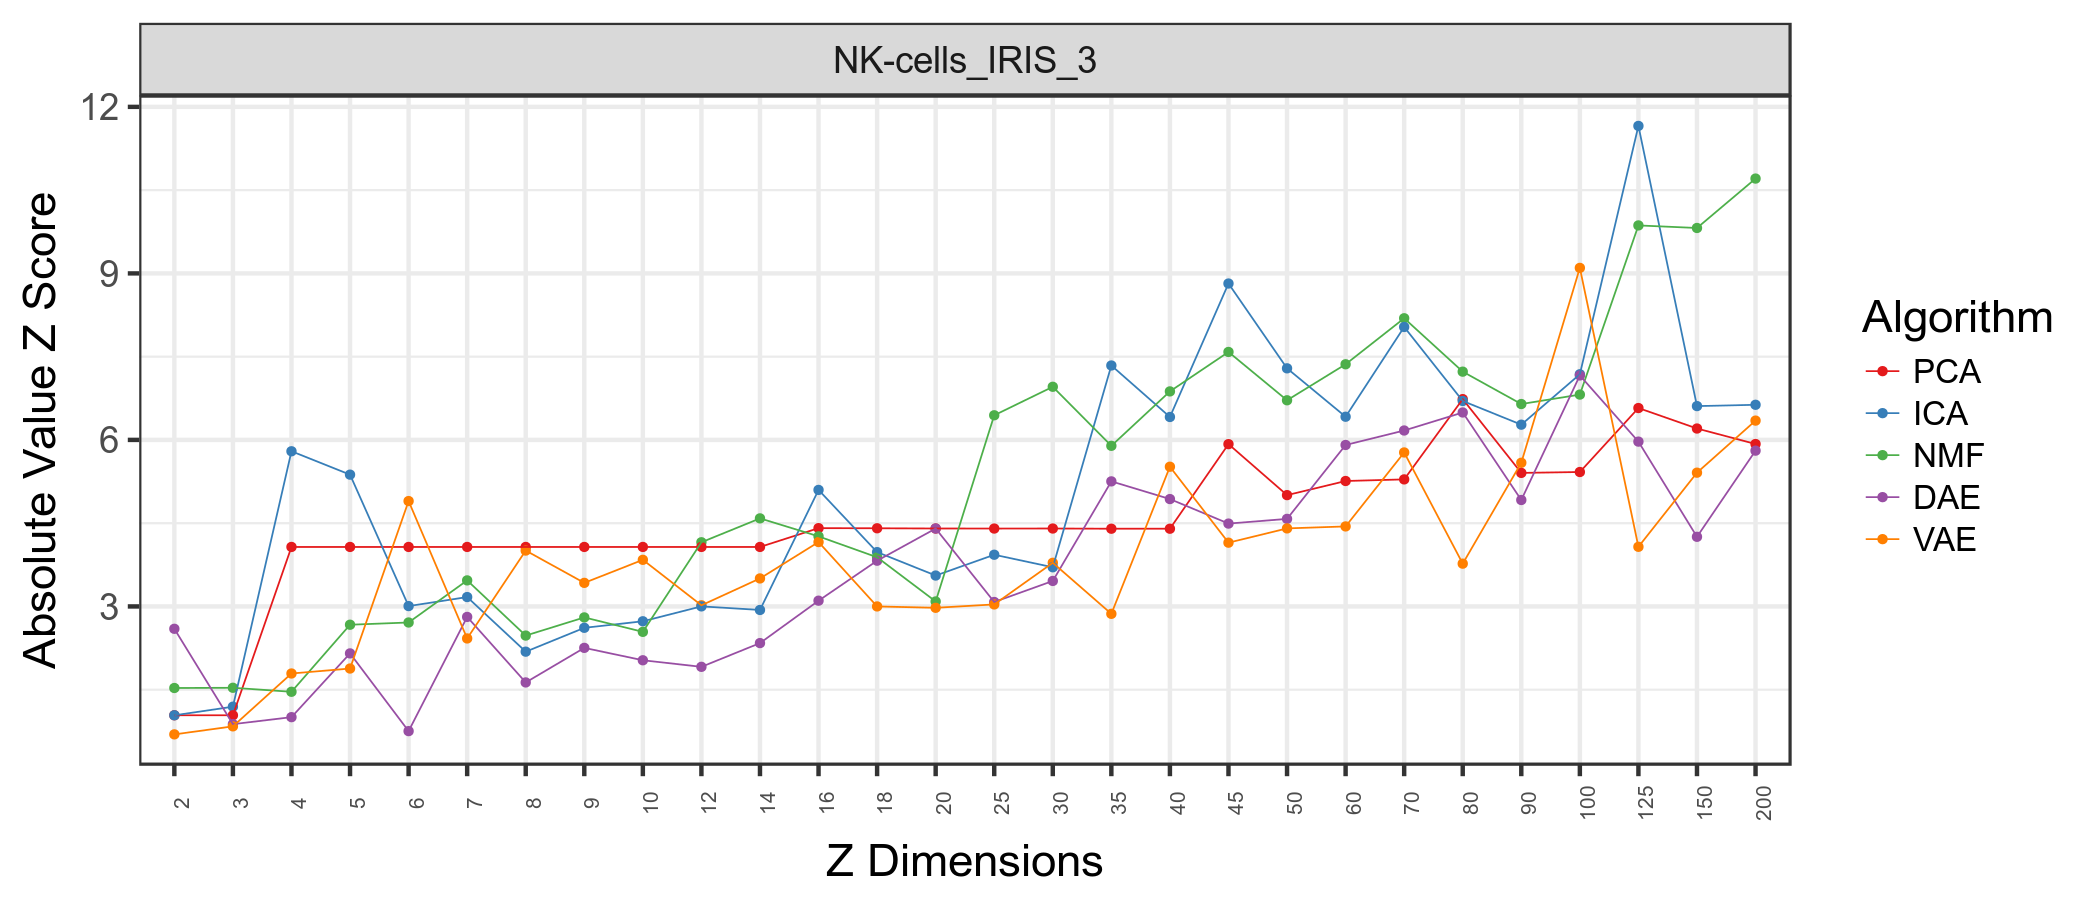 NK-cells_IRIS_3
Absolute Value Z Score
12
9
6
3
2 3 4 5 6 7 8 9 10 12 14 16 18 20 25 30 35 40 45 50 60 70 80 90 100 125 150 200
Z Dimensions
Algorithm
PCA
ICA
NMF
DAE
VAE